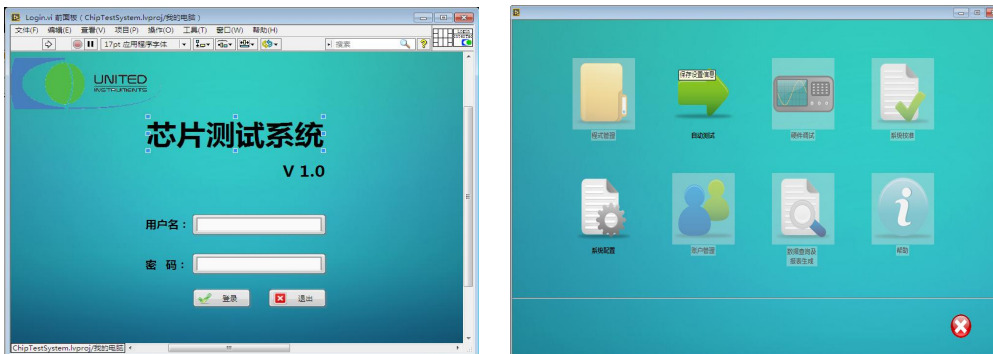 Login.vi 前面板 ( ChipTestSystem.lvproj/我的电脑 )
文件(F) 编辑(E) 查看(V) 项目(P) 操作(O) 工具(T) 窗口(W) 帮助(H)
17pt 应用程序字体
搜索
UNITED
INSTRUMENTS
芯片测试系统
V 1.0
用户名：
密 码：
登录 退出
ChipTestSystem.lvproj/我的电脑
保存设置信息
程式管理 自动测试 硬件调试 系统校准
系统配置 账户管理 数据查询及 帮助
报表生成